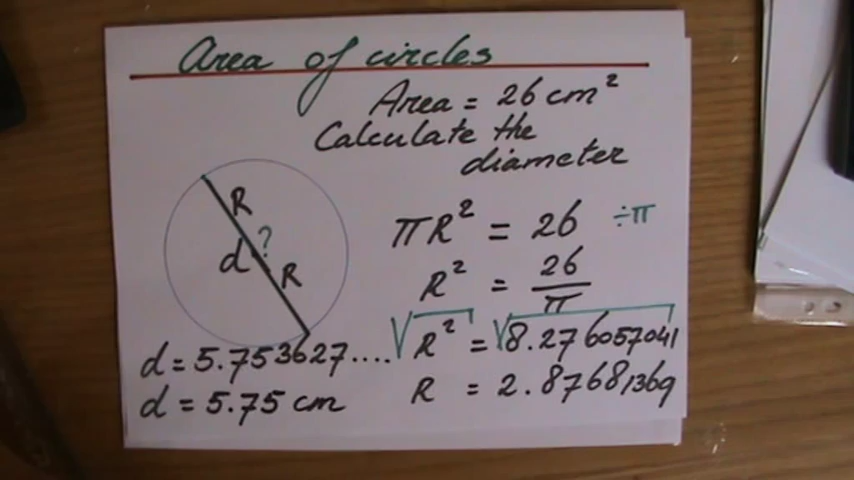 Area of circles
Area = 26 cm²
Calculate the
diameter
R
d ?
R
πR² = 26 ÷π
R² = 26/π
√R² = √8.276057041
R = 2.87681369
d = 5.753627....
d = 5.75 cm